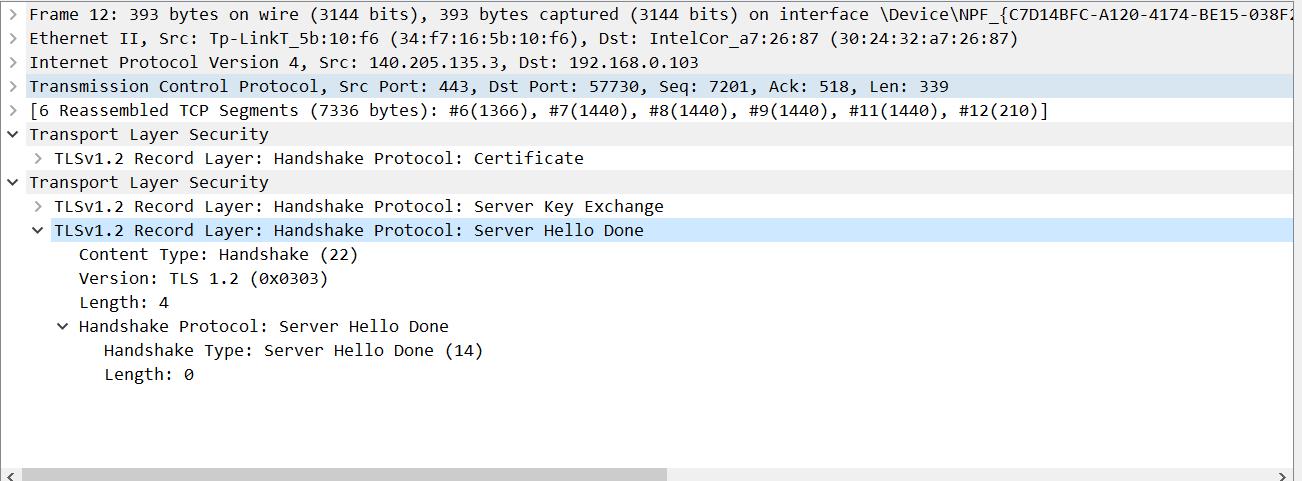 Frame 12: 393 bytes on wire (3144 bits), 393 bytes captured (3144 bits) on interface \Device\NPF_{C7D14BFC-A120-4174-BE15-038F2
Ethernet II, Src: Tp-LinkT_5b:10:f6 (34:f7:16:5b:10:f6), Dst: IntelCor_a7:26:87 (30:24:32:a7:26:87)
Internet Protocol Version 4, Src: 140.205.135.3, Dst: 192.168.0.103
Transmission Control Protocol, Src Port: 443, Dst Port: 57730, Seq: 7201, Ack: 518, Len: 339
[6 Reassembled TCP Segments (7336 bytes): #6(1366), #7(1440), #8(1440), #9(1440), #11(1440), #12(210)]
Transport Layer Security
TLSv1.2 Record Layer: Handshake Protocol: Certificate
Transport Layer Security
TLSv1.2 Record Layer: Handshake Protocol: Server Key Exchange
TLSv1.2 Record Layer: Handshake Protocol: Server Hello Done
Content Type: Handshake (22)
Version: TLS 1.2 (0x0303)
Length: 4
Handshake Protocol: Server Hello Done
Handshake Type: Server Hello Done (14)
Length: 0